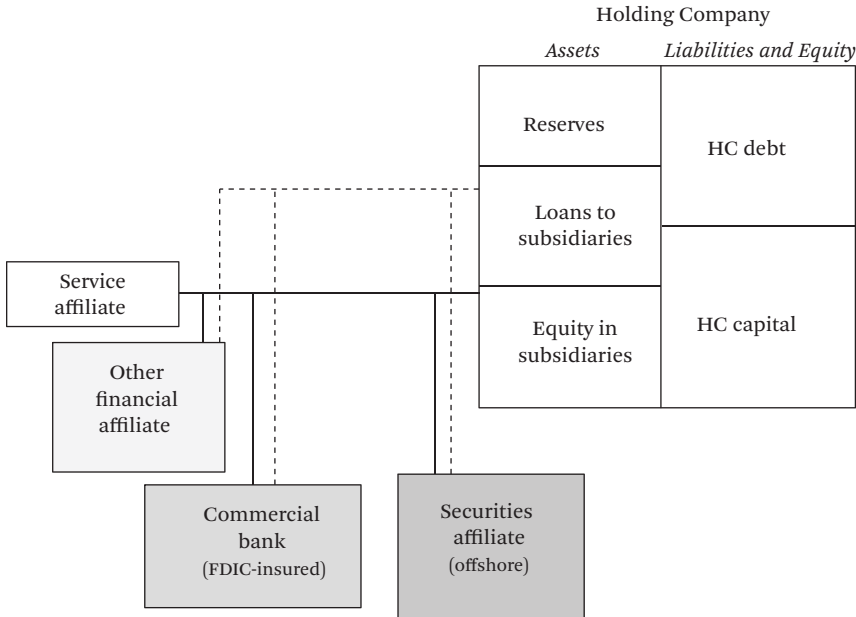 Holding Company
Assets
Liabilities and Equity
Reserves
HC debt
Loans to
subsidiaries
Service
affiliate
Equity in
subsidiaries
HC capital
Other
financial
affiliate
Commercial
bank
(FDIC-insured)
Securities
affiliate
(offshore)